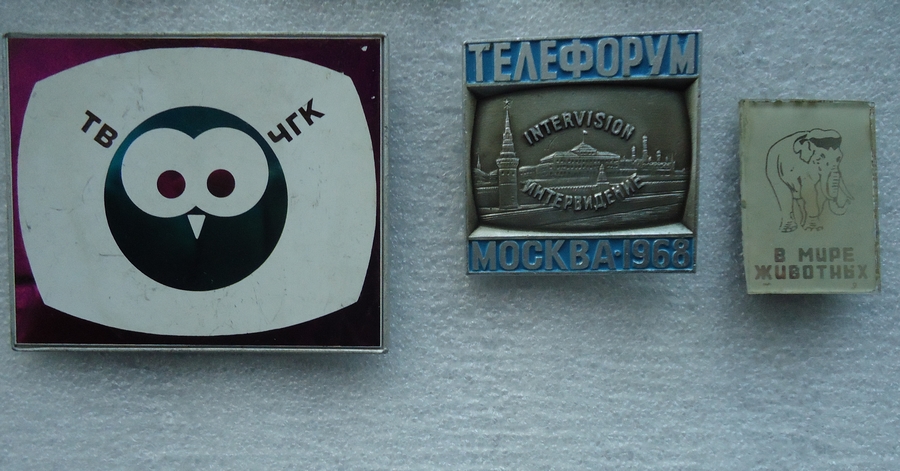 ТВ ЧГК
ТЕЛЕФОРУМ
INTERVISION
ИНТЕРВИДЕНИЕ
МОСКВА·1968
В МИРЕ
ЖИВОТНЫХ